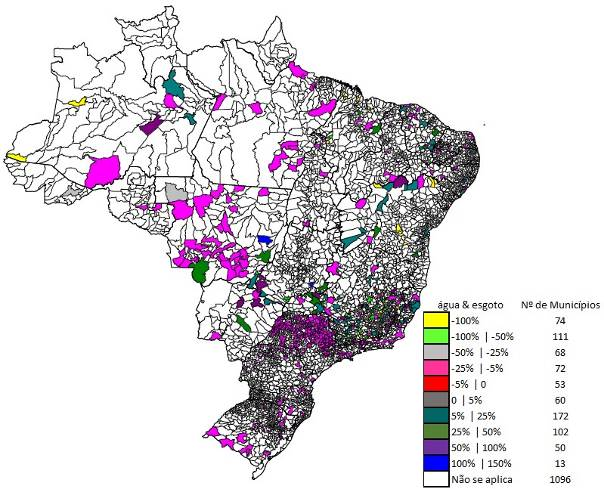 água & esgoto Nº de Municípios
-100% 74
-100% | -50% 111
-50% | -25% 68
-25% | -5% 72
-5% | 0 53
0 | 5% 60
5% | 25% 172
25% | 50% 102
50% | 100% 50
100% | 150% 13
Não se aplica 1096